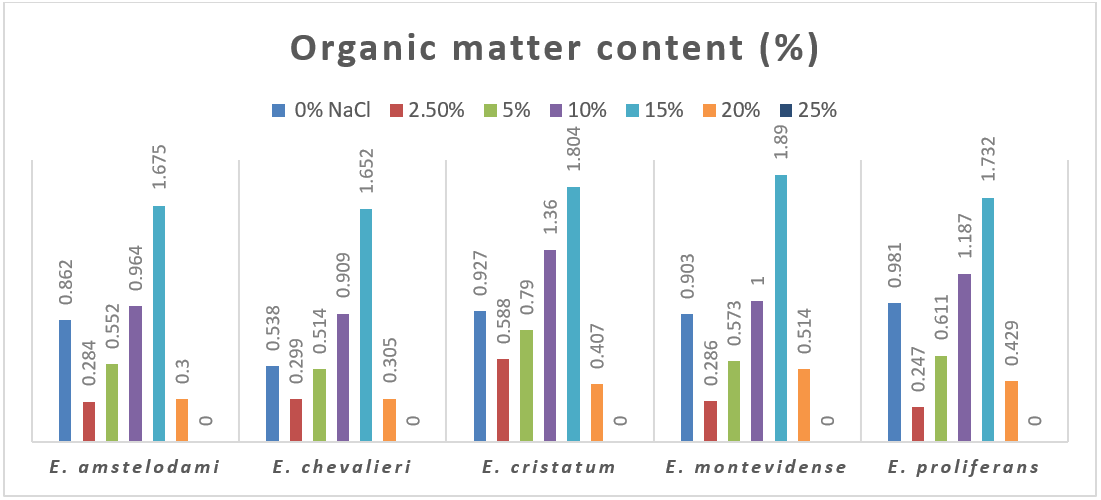 Organic matter content (%)
0% NaCl 2.50% 5% 10% 15% 20% 25%
0.862 0.284 0.552 0.964 1.675 0.3 0
0.538 0.299 0.514 0.909 1.652 0.305 0
0.927 0.588 0.79 1.36 1.804 0.407 0
0.903 0.286 0.573 1 1.89 0.514 0
0.981 0.247 0.611 1.187 1.732 0.429 0
E. amstelodami E. chevalieri E. cristatum E. montevidense E. proliferans